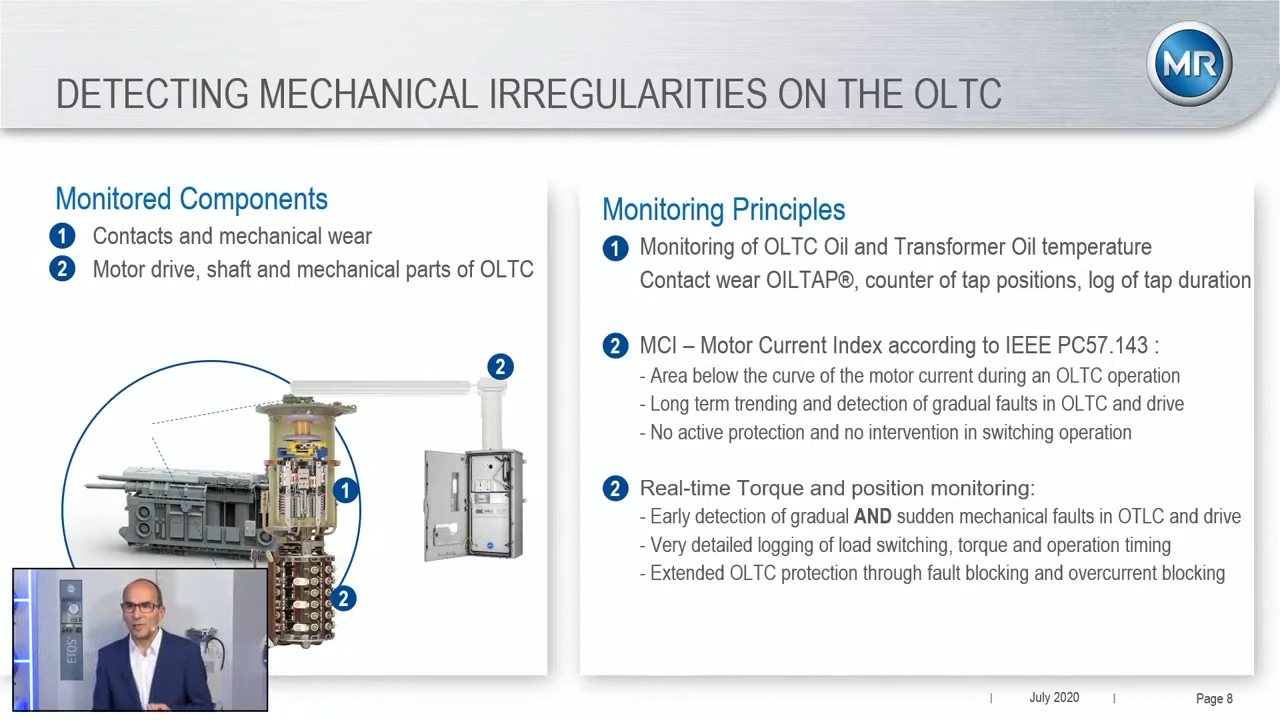 DETECTING MECHANICAL IRREGULARITIES ON THE OLTC
MR
Monitored Components
1 Contacts and mechanical wear
2 Motor drive, shaft and mechanical parts of OLTC
2
1
2
ETOS
Monitoring Principles
1 Monitoring of OLTC Oil and Transformer Oil temperature
Contact wear OILTAP®, counter of tap positions, log of tap duration
2 MCI – Motor Current Index according to IEEE PC57.143 :
- Area below the curve of the motor current during an OLTC operation
- Long term trending and detection of gradual faults in OLTC and drive
- No active protection and no intervention in switching operation
2 Real-time Torque and position monitoring:
- Early detection of gradual AND sudden mechanical faults in OTLC and drive
- Very detailed logging of load switching, torque and operation timing
- Extended OLTC protection through fault blocking and overcurrent blocking
| July 2020 | Page 8